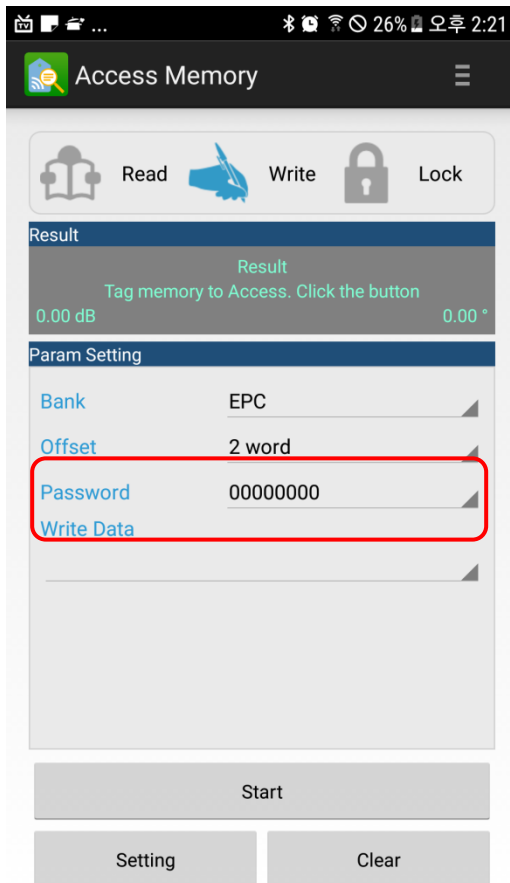 ... 26% 오후 2:21
Access Memory
Read Write Lock
Result
Result
Tag memory to Access. Click the button
0.00 dB 0.00 °
Param Setting
Bank EPC
Offset 2 word
Password 00000000
Write Data
Start
Setting Clear